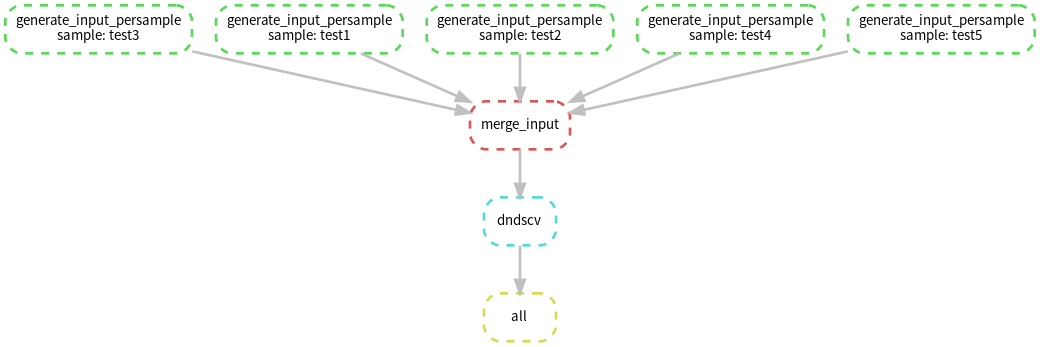 generate_input_persample
sample: test3
generate_input_persample
sample: test1
generate_input_persample
sample: test2
generate_input_persample
sample: test4
generate_input_persample
sample: test5
merge_input
dndscv
all